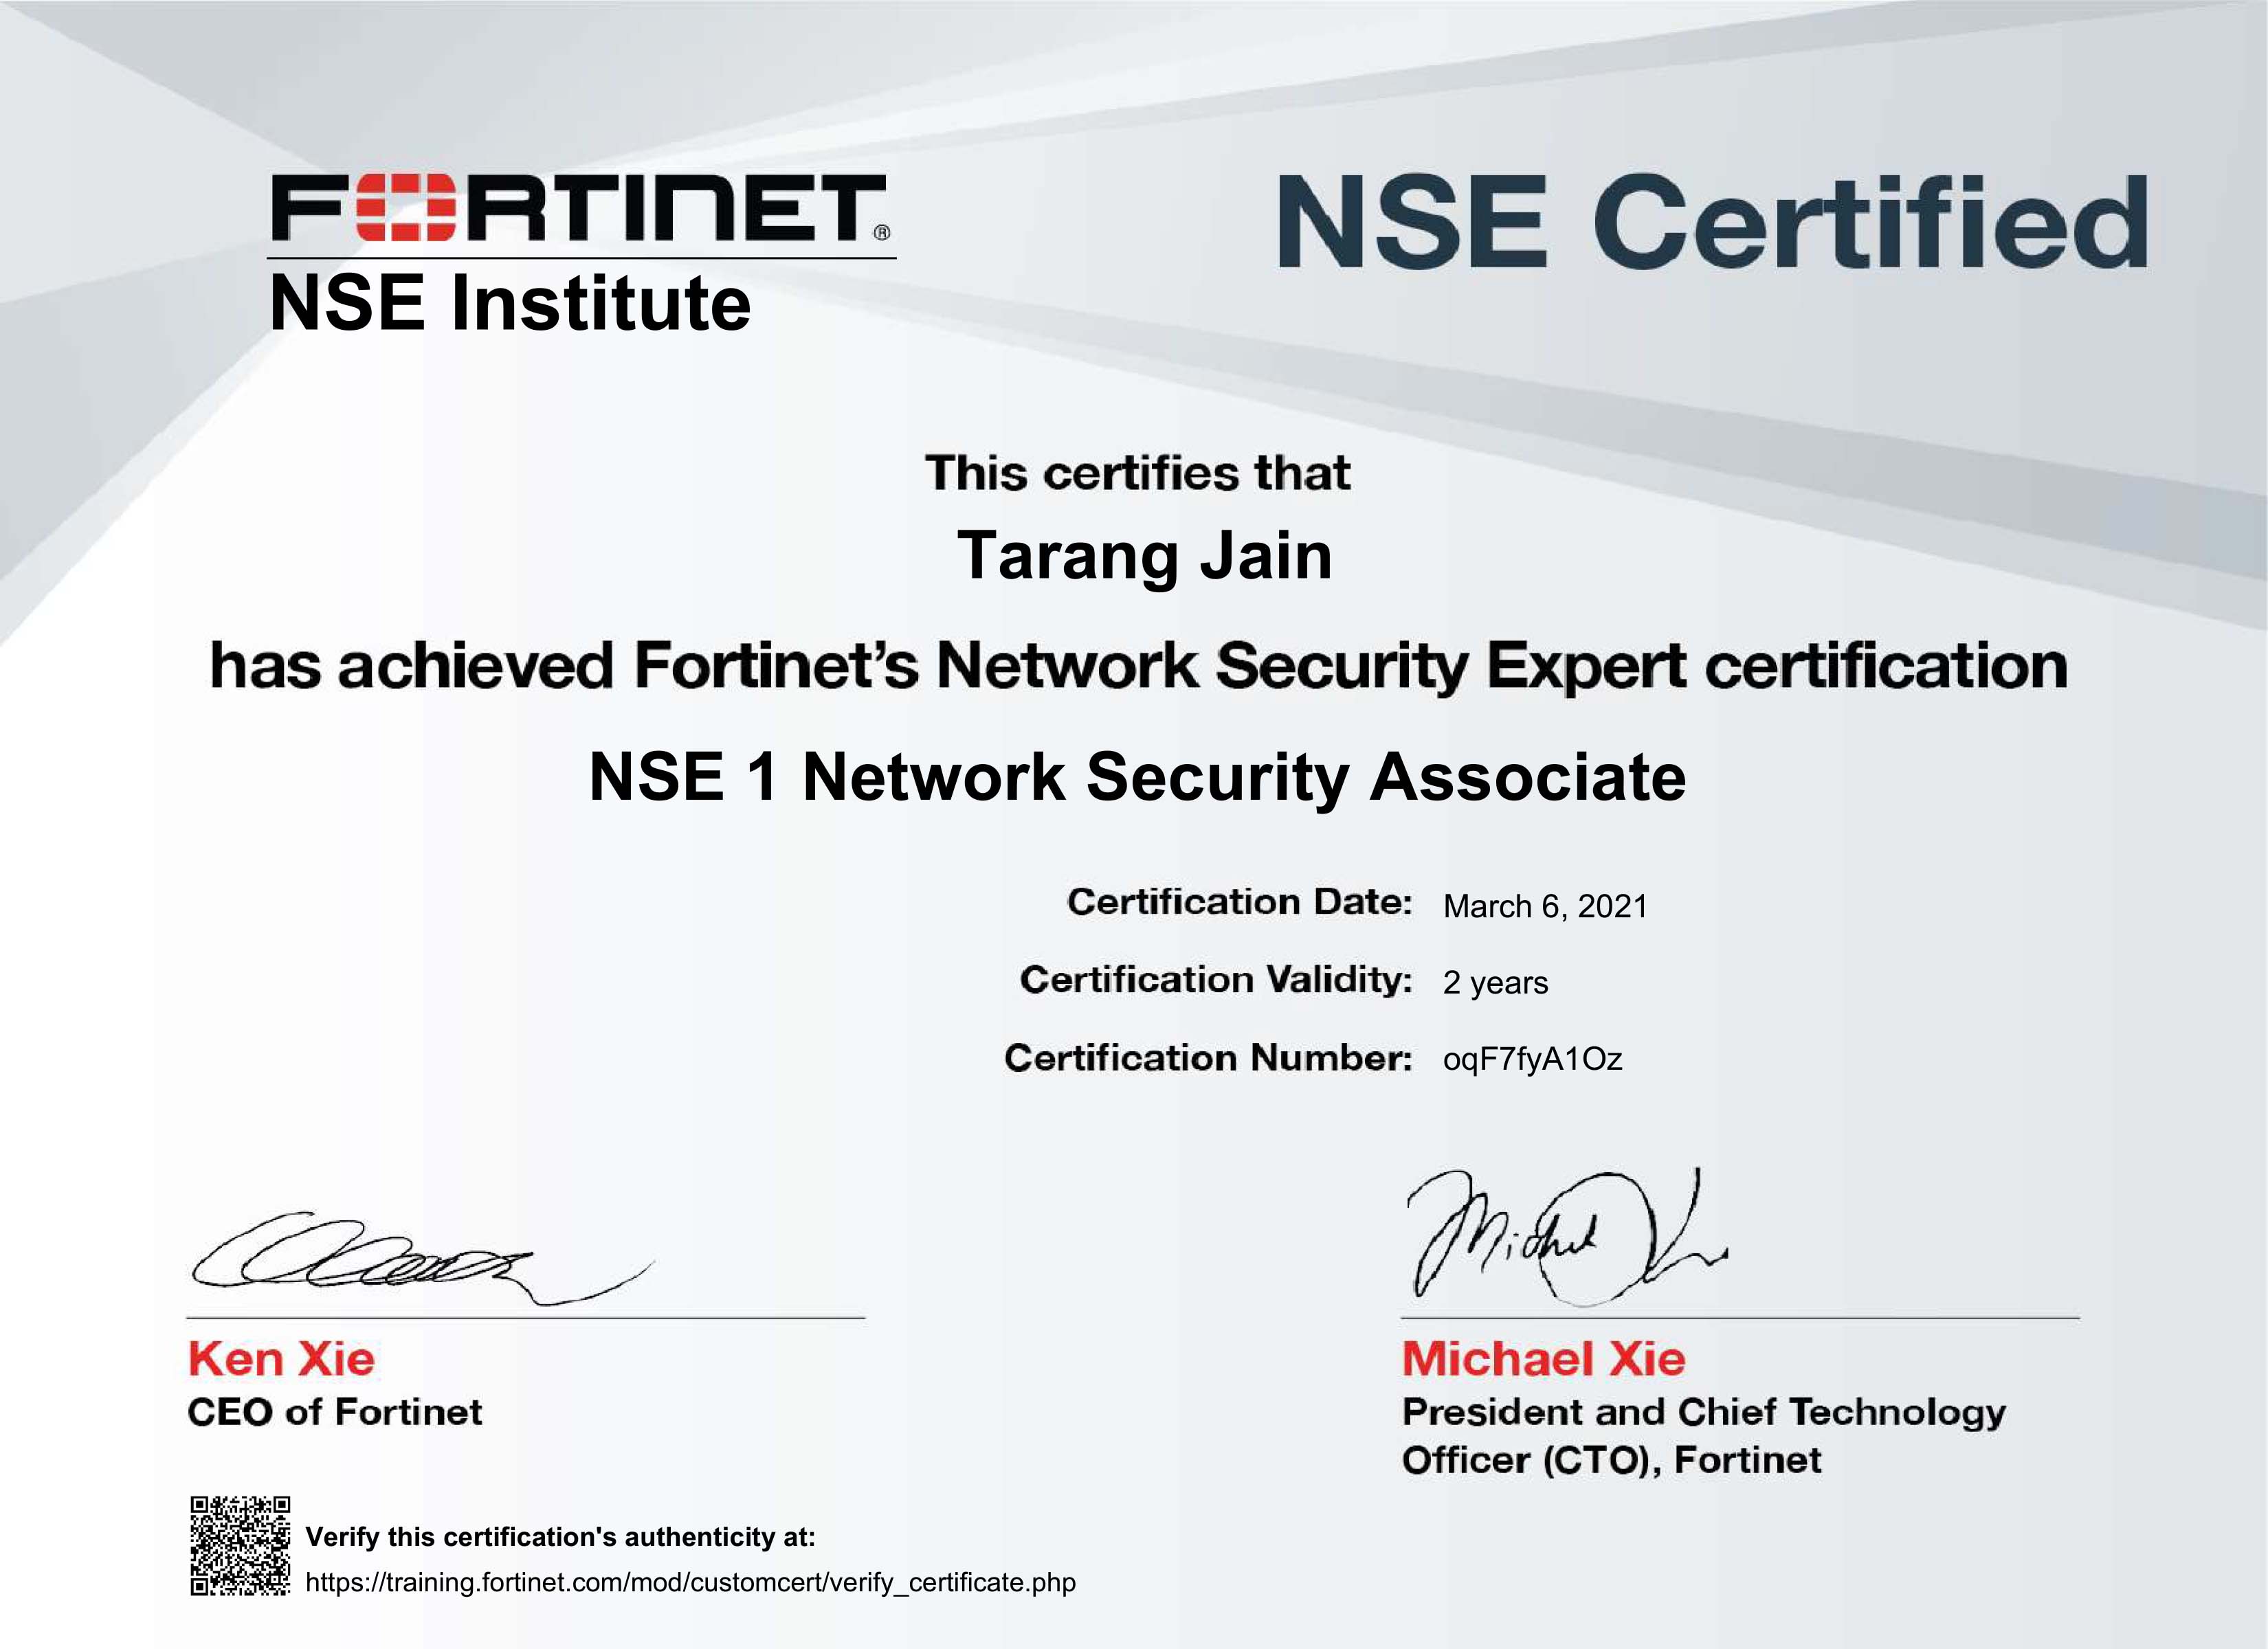 FORTINET®
NSE Certified
NSE Institute
This certifies that
Tarang Jain
has achieved Fortinet’s Network Security Expert certification
NSE 1 Network Security Associate
Certification Date: March 6, 2021
Certification Validity: 2 years
Certification Number: oqF7fyA1Oz
Michael
Ken Xie
CEO of Fortinet
Michael Xie
President and Chief Technology
Officer (CTO), Fortinet
Verify this certification's authenticity at:
https://training.fortinet.com/mod/customcert/verify_certificate.php